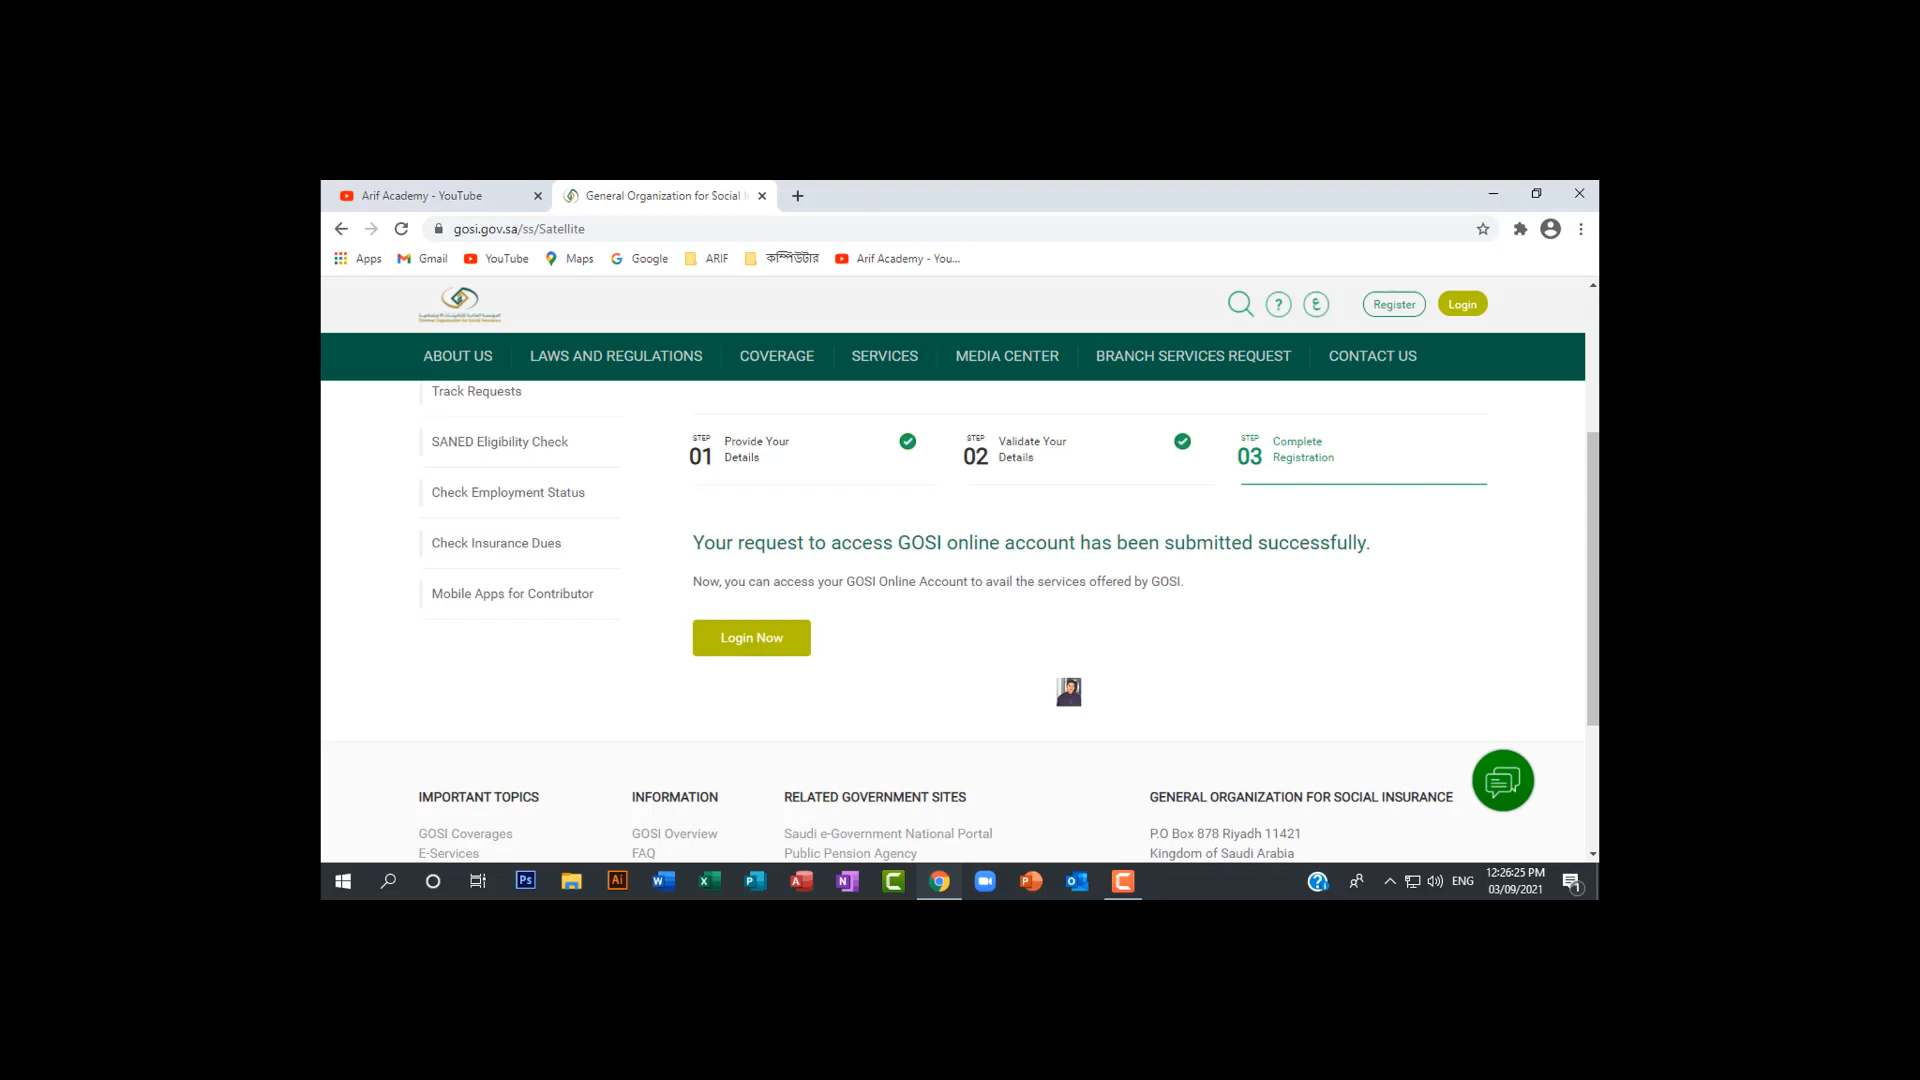 Arif Academy - YouTube
General Organization for Social I
gosi.gov.sa/ss/Satellite
Apps
Gmail
YouTube
Maps
Google
ARIF
কম্পিউটার
Arif Academy - You...
?
ع
Register
Login
ABOUT US
LAWS AND REGULATIONS
COVERAGE
SERVICES
MEDIA CENTER
BRANCH SERVICES REQUEST
CONTACT US
Track Requests
SANED Eligibility Check
Check Employment Status
Check Insurance Dues
Mobile Apps for Contributor
STEP
01
Provide Your
Details
STEP
02
Validate Your
Details
STEP
03
Complete
Registration
Your request to access GOSI online account has been submitted successfully.
Now, you can access your GOSI Online Account to avail the services offered by GOSI.
Login Now
IMPORTANT TOPICS
GOSI Coverages
E-Services
INFORMATION
GOSI Overview
FAQ
RELATED GOVERNMENT SITES
Saudi e-Government National Portal
Public Pension Agency
GENERAL ORGANIZATION FOR SOCIAL INSURANCE
P.O Box 878 Riyadh 11421
Kingdom of Saudi Arabia
Ps
Ai
ENG
12:26:25 PM
03/09/2021
1